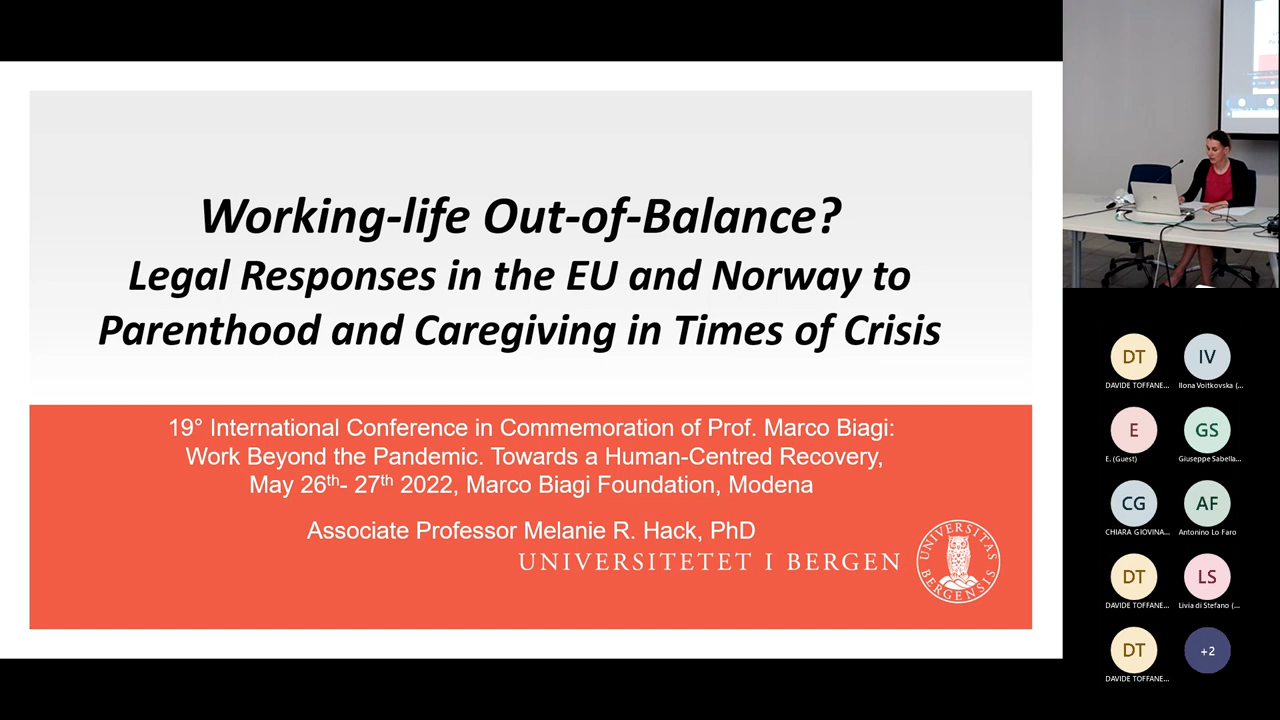 Working-life Out-of-Balance?
Legal Responses in the EU and Norway to
Parenthood and Caregiving in Times of Crisis
19° International Conference in Commemoration of Prof. Marco Biagi:
Work Beyond the Pandemic. Towards a Human-Centred Recovery,
May 26th- 27th 2022, Marco Biagi Foundation, Modena
Associate Professor Melanie R. Hack, PhD
UNIVERSITETET I BERGEN
UNIVERSITAS BERGENSIS
DT
IV
DAVIDE TOFFANE...
Ilona Voitkovska (...
E
GS
E. (Guest)
Giuseppe Sabella...
CG
AF
CHIARA GIOVINA...
Antonino Lo Faro
DT
LS
DAVIDE TOFFANE...
Livia di Stefano (...
DT
+2
DAVIDE TOFFANE...